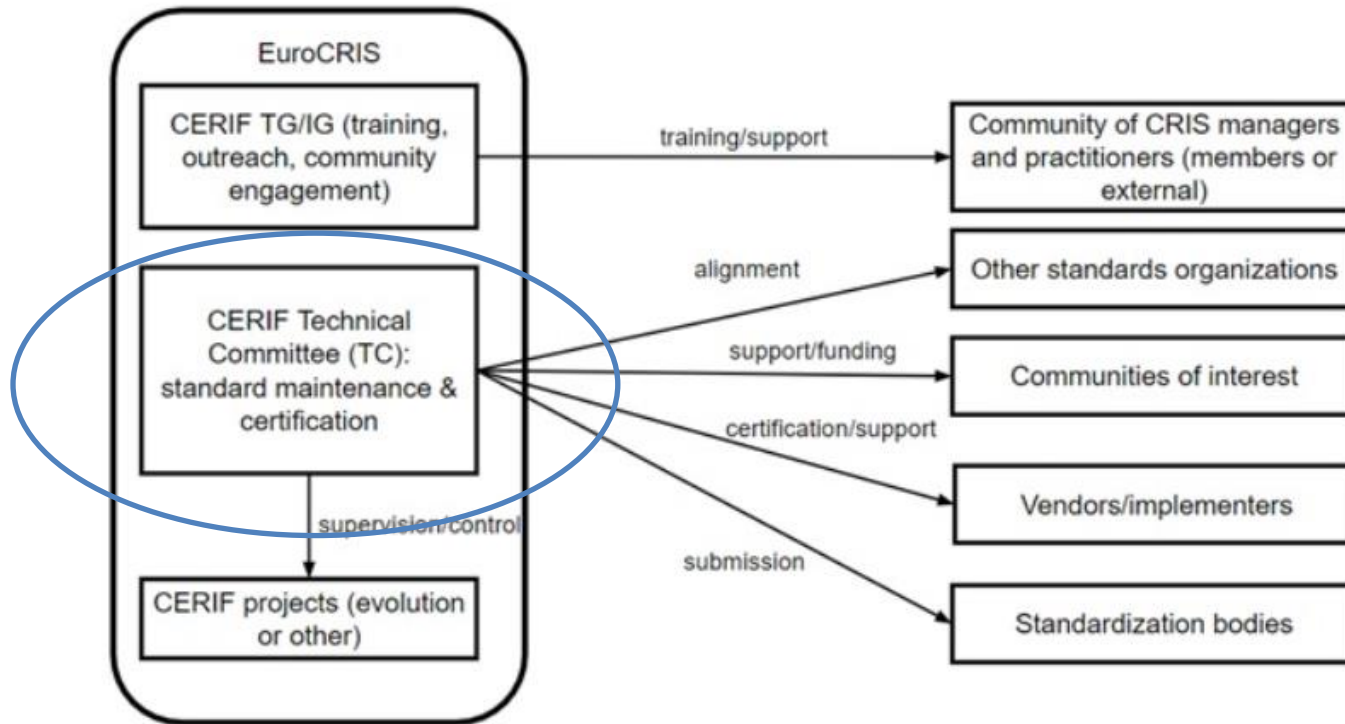 EuroCRIS
CERIF TG/IG (training,
outreach, community
engagement)
training/support
Community of CRIS managers
and practitioners (members or
external)
alignment
Other standards organizations
CERIF Technical
Committee (TC):
standard maintenance &
certification
support/funding
Communities of interest
certification/support
Vendors/implementers
supervision/control
submission
CERIF projects (evolution
or other)
Standardization bodies